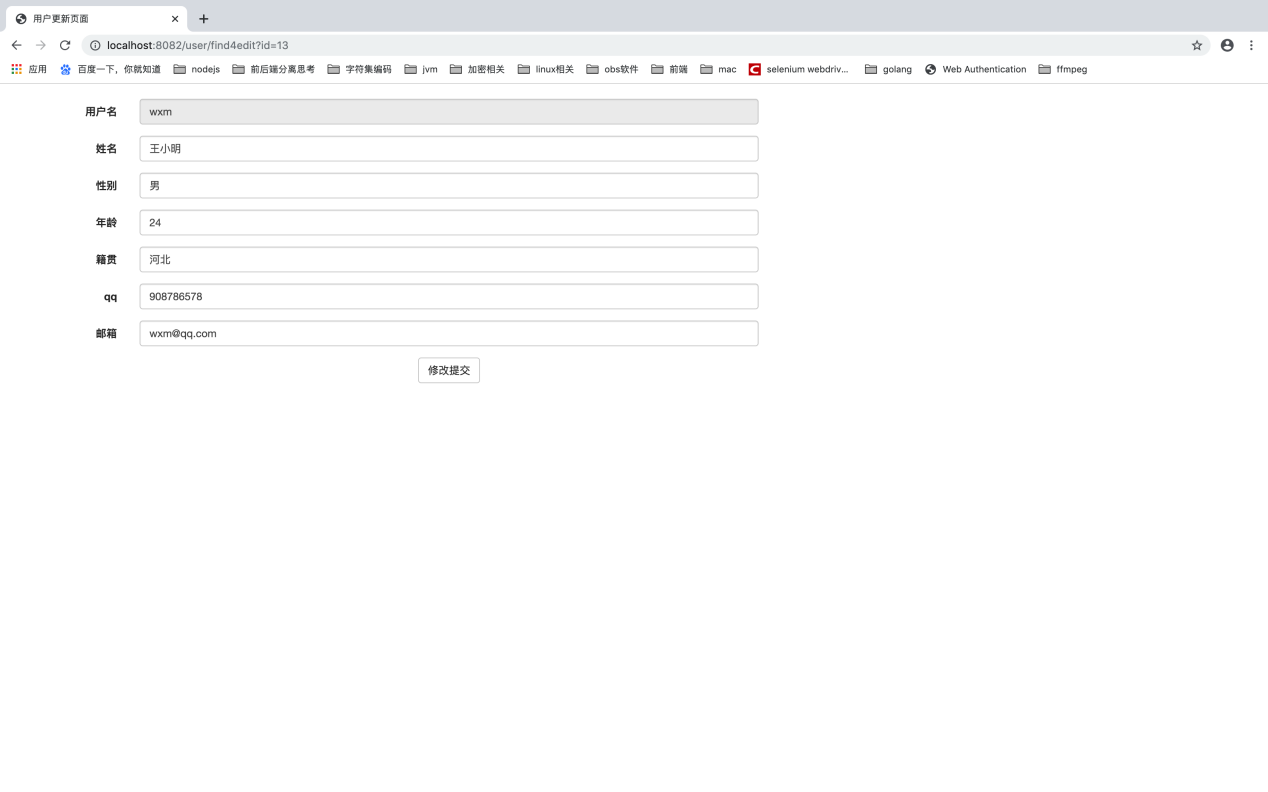 用户更新页面
localhost:8082/user/find4edit?id=13
应用 百度一下，你就知道 nodejs 前后端分离思考 字符集编码 jvm 加密相关 linux相关 obs软件 前端 mac selenium webdriv... golang Web Authentication ffmpeg
用户名 wxm
姓名 王小明
性别 男
年龄 24
籍贯 河北
qq 908786578
邮箱 wxm@qq.com
修改提交